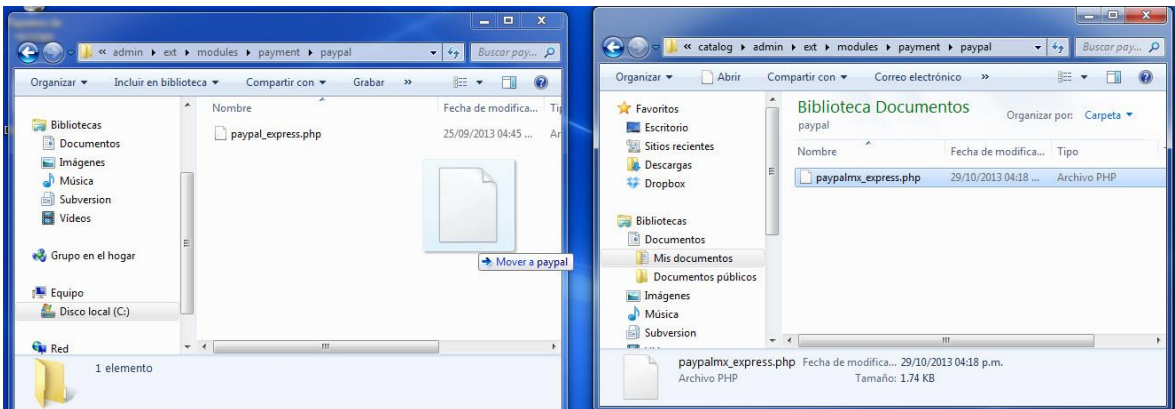 « admin ▸ ext ▸ modules ▸ payment ▸ paypal
Buscar pay...
Organizar
Incluir en biblioteca
Compartir con
Grabar
»
Nombre
Fecha de modifica...
paypal_express.php
25/09/2013 04:45 ...
Bibliotecas
Documentos
Imágenes
Música
Subversion
Vídeos
Grupo en el hogar
Equipo
Disco local (C:)
Red
Mover a paypal
1 elemento
« catalog ▸ admin ▸ ext ▸ modules ▸ payment ▸ paypal
Buscar pay...
Organizar
Abrir
Compartir con
Correo electrónico
»
Favoritos
Escritorio
Sitios recientes
Descargas
Dropbox
Bibliotecas
Documentos
Mis documentos
Documentos públicos
Imágenes
Música
Subversion
Biblioteca Documentos
paypal
Organizar por: Carpeta
Nombre
Fecha de modifica...
Tipo
paypalmx_express.php
29/10/2013 04:18 ...
Archivo PHP
paypalmx_express.php Fecha de modifica... 29/10/2013 04:18 p.m.
Archivo PHP Tamaño: 1.74 KB